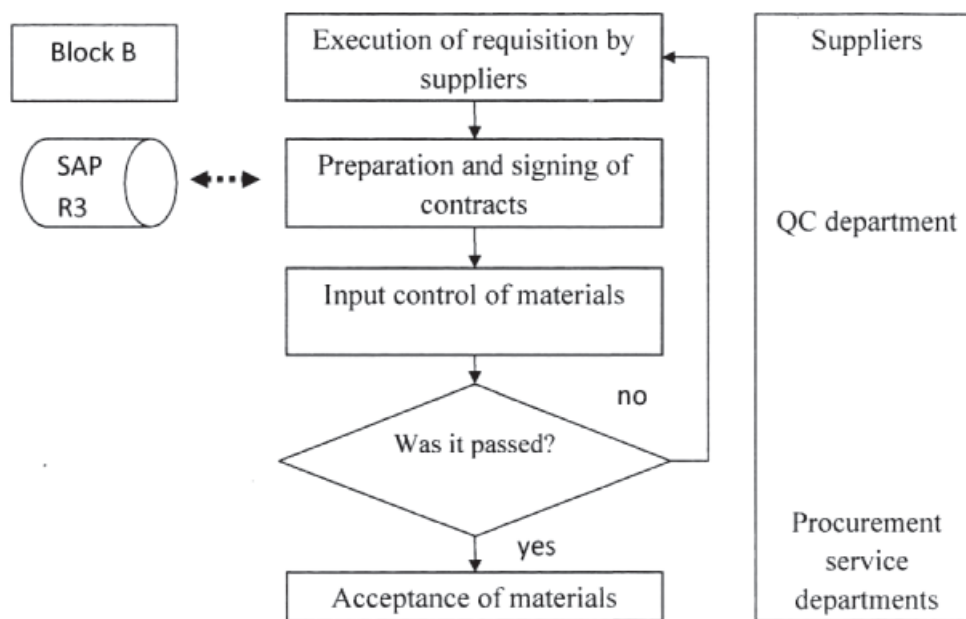 Block B
SAP
R3
Execution of requisition by
suppliers
Preparation and signing of
contracts
Input control of materials
no
Was it passed?
yes
Acceptance of materials
Suppliers
QC department
Procurement
service
departments